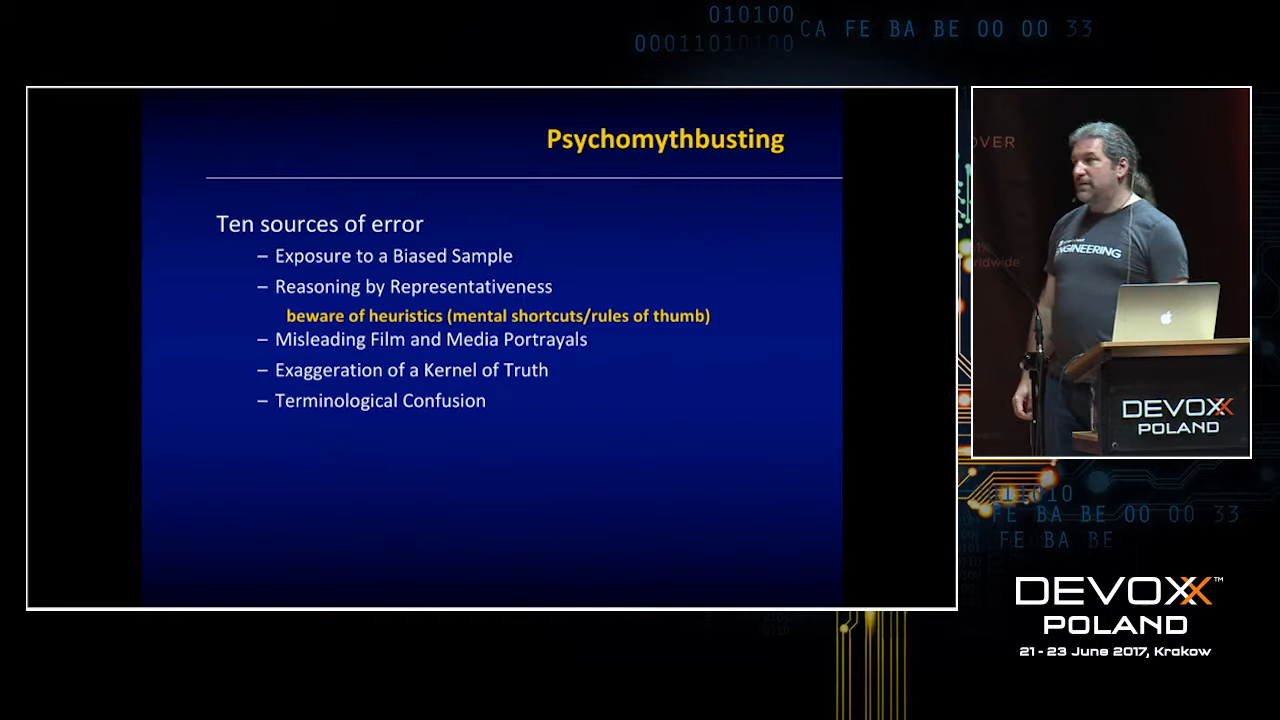 010100
00011010100
CA FE BA BE 00 00 33
Psychomythbusting
Ten sources of error
– Exposure to a Biased Sample
– Reasoning by Representativeness
beware of heuristics (mental shortcuts/rules of thumb)
– Misleading Film and Media Portrayals
– Exaggeration of a Kernel of Truth
– Terminological Confusion
OVER
ENGINEERING
DEVOXX
POLAND
FE BA BE 00 00 33
FE BA BE
DEVOXX™
POLAND
21 - 23 June 2017, Krakow